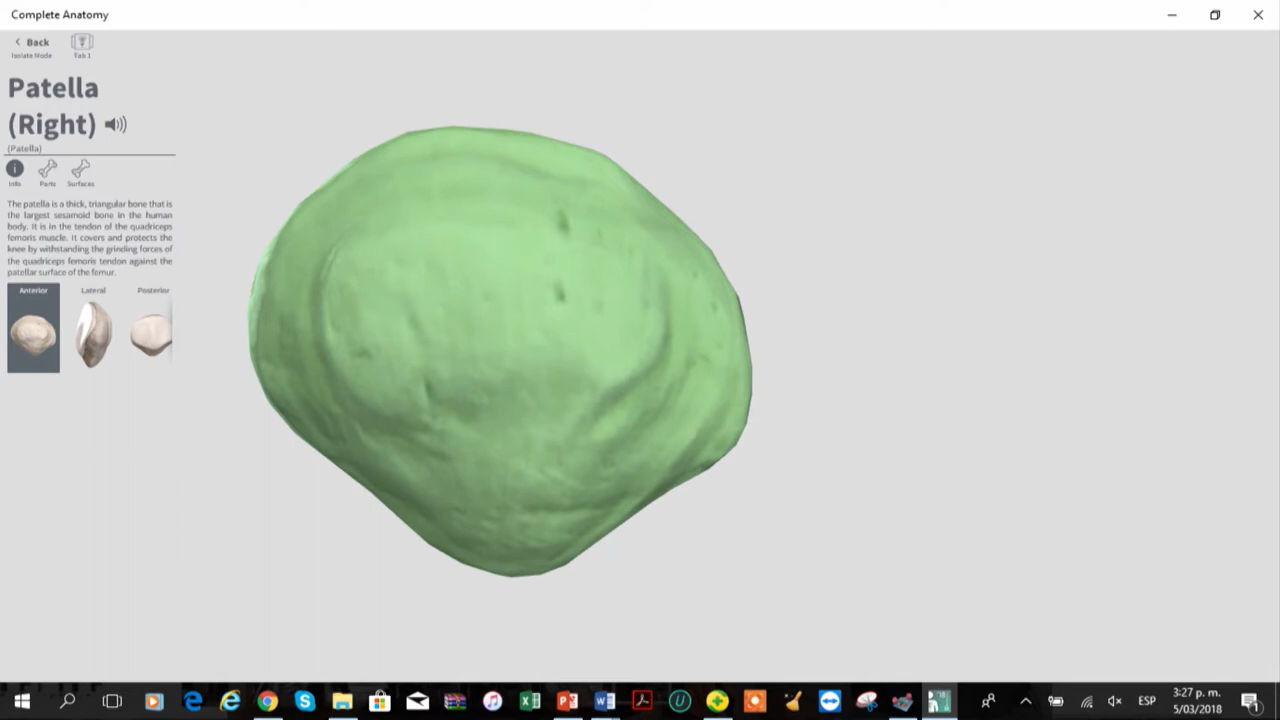 Complete Anatomy
Back
Isolate Mode
Tab 1
Patella
(Right)
(Patella)
Info
Parts
Surfaces
The patella is a thick, triangular bone that is
the largest sesamoid bone in the human
body. It is in the tendon of the quadriceps
femoris muscle. It covers and protects the
knee by withstanding the grinding forces of
the quadriceps femoris tendon against the
patellar surface of the femur.
Anterior
Lateral
Posterior
ESP
3:27 p. m.
5/03/2018
1